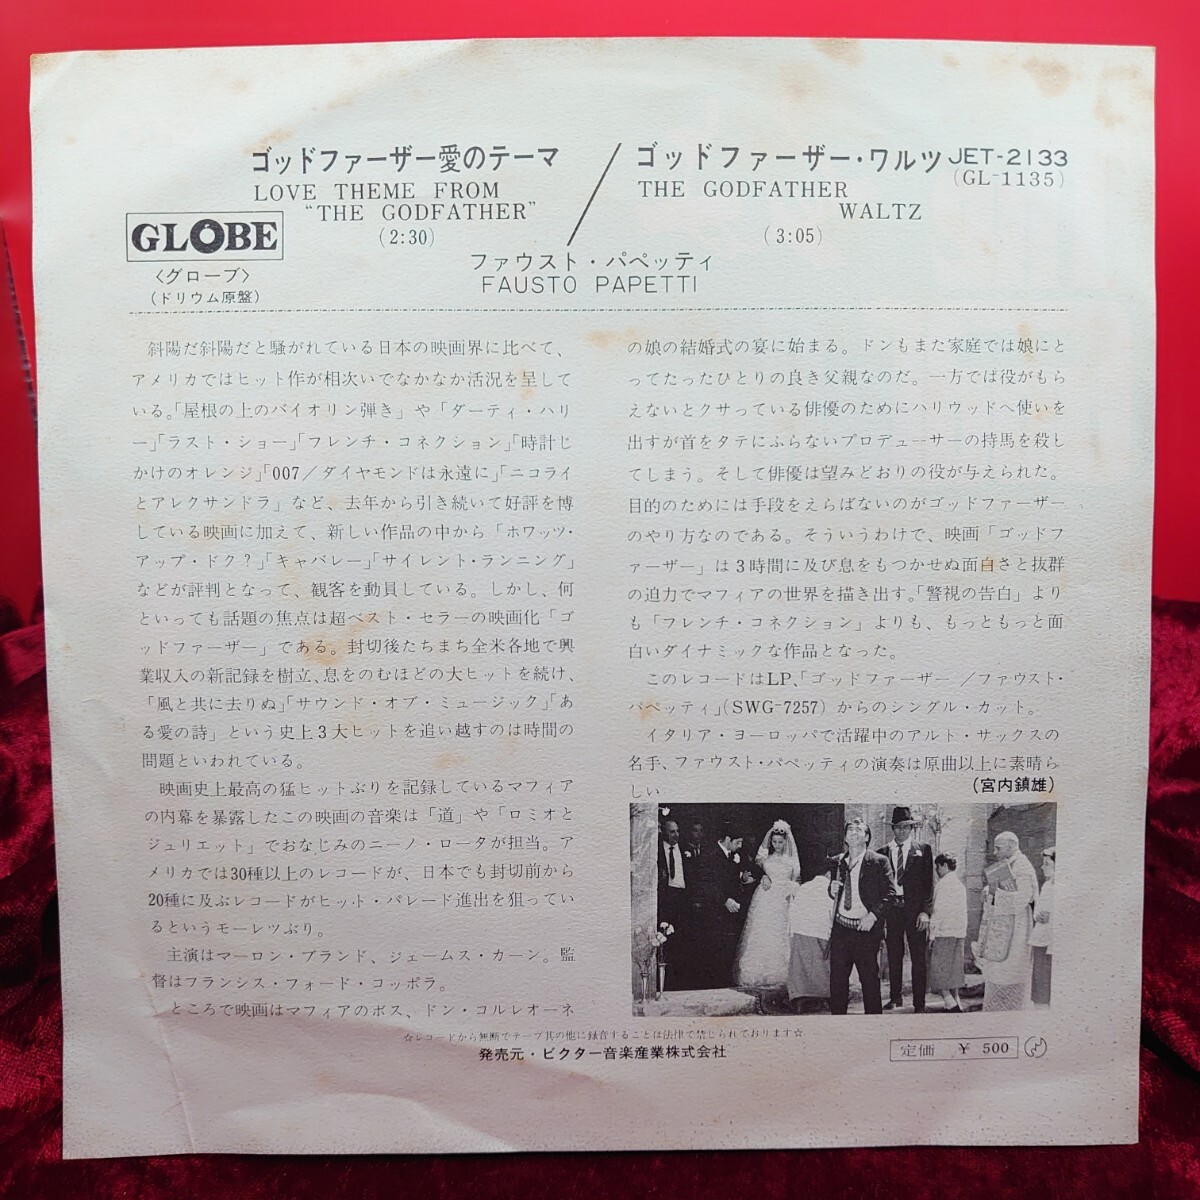 ゴッドファーザー愛のテーマ
LOVE THEME FROM
"THE GODFATHER"
(2:30)
ゴッドファーザー・ワルツ
THE GODFATHER
WALTZ
(3:05)
JET-2133
(GL-1135)
GLOBE
〈グローブ〉
(ドリウム原盤)
ファウスト・パペッティ
FAUSTO PAPETTI
斜陽だ斜陽だと騒がれている日本の映画界に比べて、
アメリカではヒット作が相次いでなかなか活況を呈して
いる。「屋根の上のバイオリン弾き」や「ダーティ・ハリ
ー」「ラスト・ショー」「フレンチ・コネクション」「時計じ
かけのオレンジ」「007／ダイヤモンドは永遠に」「ニコライ
とアレクサンドラ」など、去年から引き続いて好評を博
している映画に加えて、新しい作品の中から「ホワッツ・
アップ・ドク?」「キャバレー」「サイレント・ランニング」
などが評判となって、観客を動員している。しかし、何
といっても話題の焦点は超ベスト・セラーの映画化「ゴ
ッドファーザー」である。封切後たちまち全米各地で興
業収入の新記録を樹立、息をのむほどの大ヒットを続け、
「風と共に去りぬ」「サウンド・オブ・ミュージック」「あ
る愛の詩」という史上3大ヒットを追い越すのは時間の
問題といわれている。
映画史上最高の猛ヒットぶりを記録しているマフィア
の内幕を暴露したこの映画の音楽は「道」や「ロミオと
ジュリエット」でおなじみのニーノ・ロータが担当。ア
メリカでは30種以上のレコードが、日本でも封切前から
20種に及ぶレコードがヒット・パレード進出を狙ってい
るというモーレツぶり。
主演はマーロン・ブランド、ジェームス・カーン。監
督はフランシス・フォード・コッポラ。
ところで映画はマフィアのボス、ドン・コルレオーネ
の娘の結婚式の宴に始まる。ドンもまた家庭では娘にと
ってたったひとりの良き父親なのだ。一方では役がもら
えないとクサっている俳優のためにハリウッドへ使いを
出すが首をタテにふらないプロデューサーの持馬を殺し
てしまう。そして俳優は望みどおりの役が与えられた。
目的のためには手段をえらばないのがゴッドファーザー
のやり方なのである。そういうわけで、映画「ゴッドフ
ァーザー」は3時間に及び息をもつかせぬ面白さと抜群
の迫力でマフィアの世界を描き出す。「警視の告白」より
も「フレンチ・コネクション」よりも、もっともっと面
白いダイナミックな作品となった。
このレコードはLP、「ゴッドファーザー ／ファウスト・
パペッティ」(SWG-7257)からのシングル・カット。
イタリア・ヨーロッパで活躍中のアルト・サックスの
名手、ファウスト・パペッティの演奏は原曲以上に素晴ら
しい
(宮内鎮雄)
☆レコードから無断でテープ其の他に録音することは法律で禁じられております☆
発売元・ビクター音楽産業株式会社
定価 ¥500